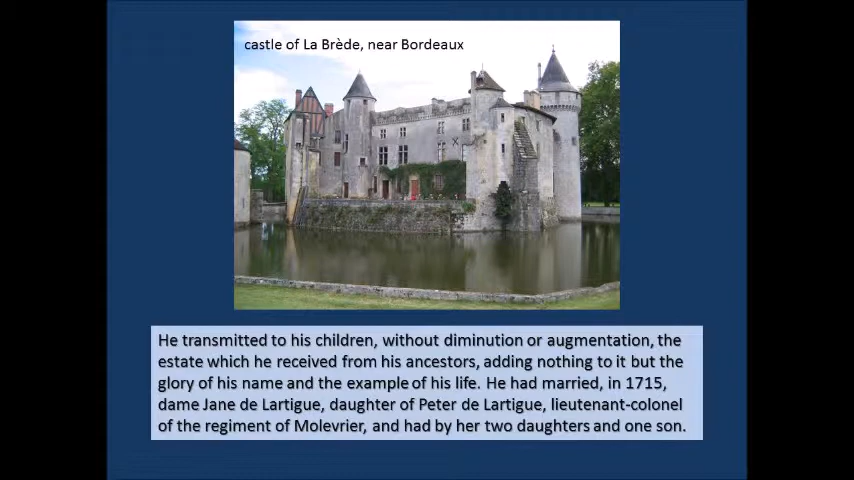 castle of La Brède, near Bordeaux
He transmitted to his children, without diminution or augmentation, the
estate which he received from his ancestors, adding nothing to it but the
glory of his name and the example of his life. He had married, in 1715,
dame Jane de Lartigue, daughter of Peter de Lartigue, lieutenant-colonel
of the regiment of Molevrier, and had by her two daughters and one son.